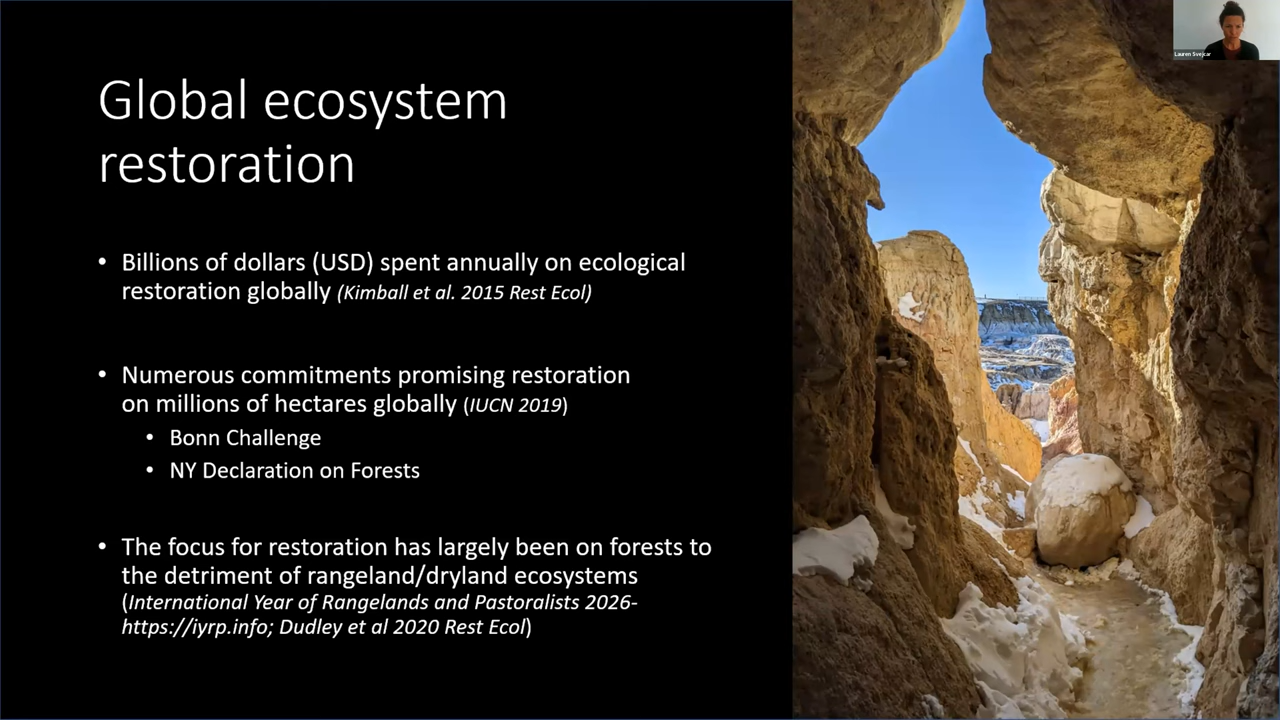 Lauren Svejcar
Global ecosystem
restoration
• Billions of dollars (USD) spent annually on ecological
restoration globally (Kimball et al. 2015 Rest Ecol)
• Numerous commitments promising restoration
on millions of hectares globally (IUCN 2019)
• Bonn Challenge
• NY Declaration on Forests
• The focus for restoration has largely been on forests to
the detriment of rangeland/dryland ecosystems
(International Year of Rangelands and Pastoralists 2026-
https://iyrp.info; Dudley et al 2020 Rest Ecol)